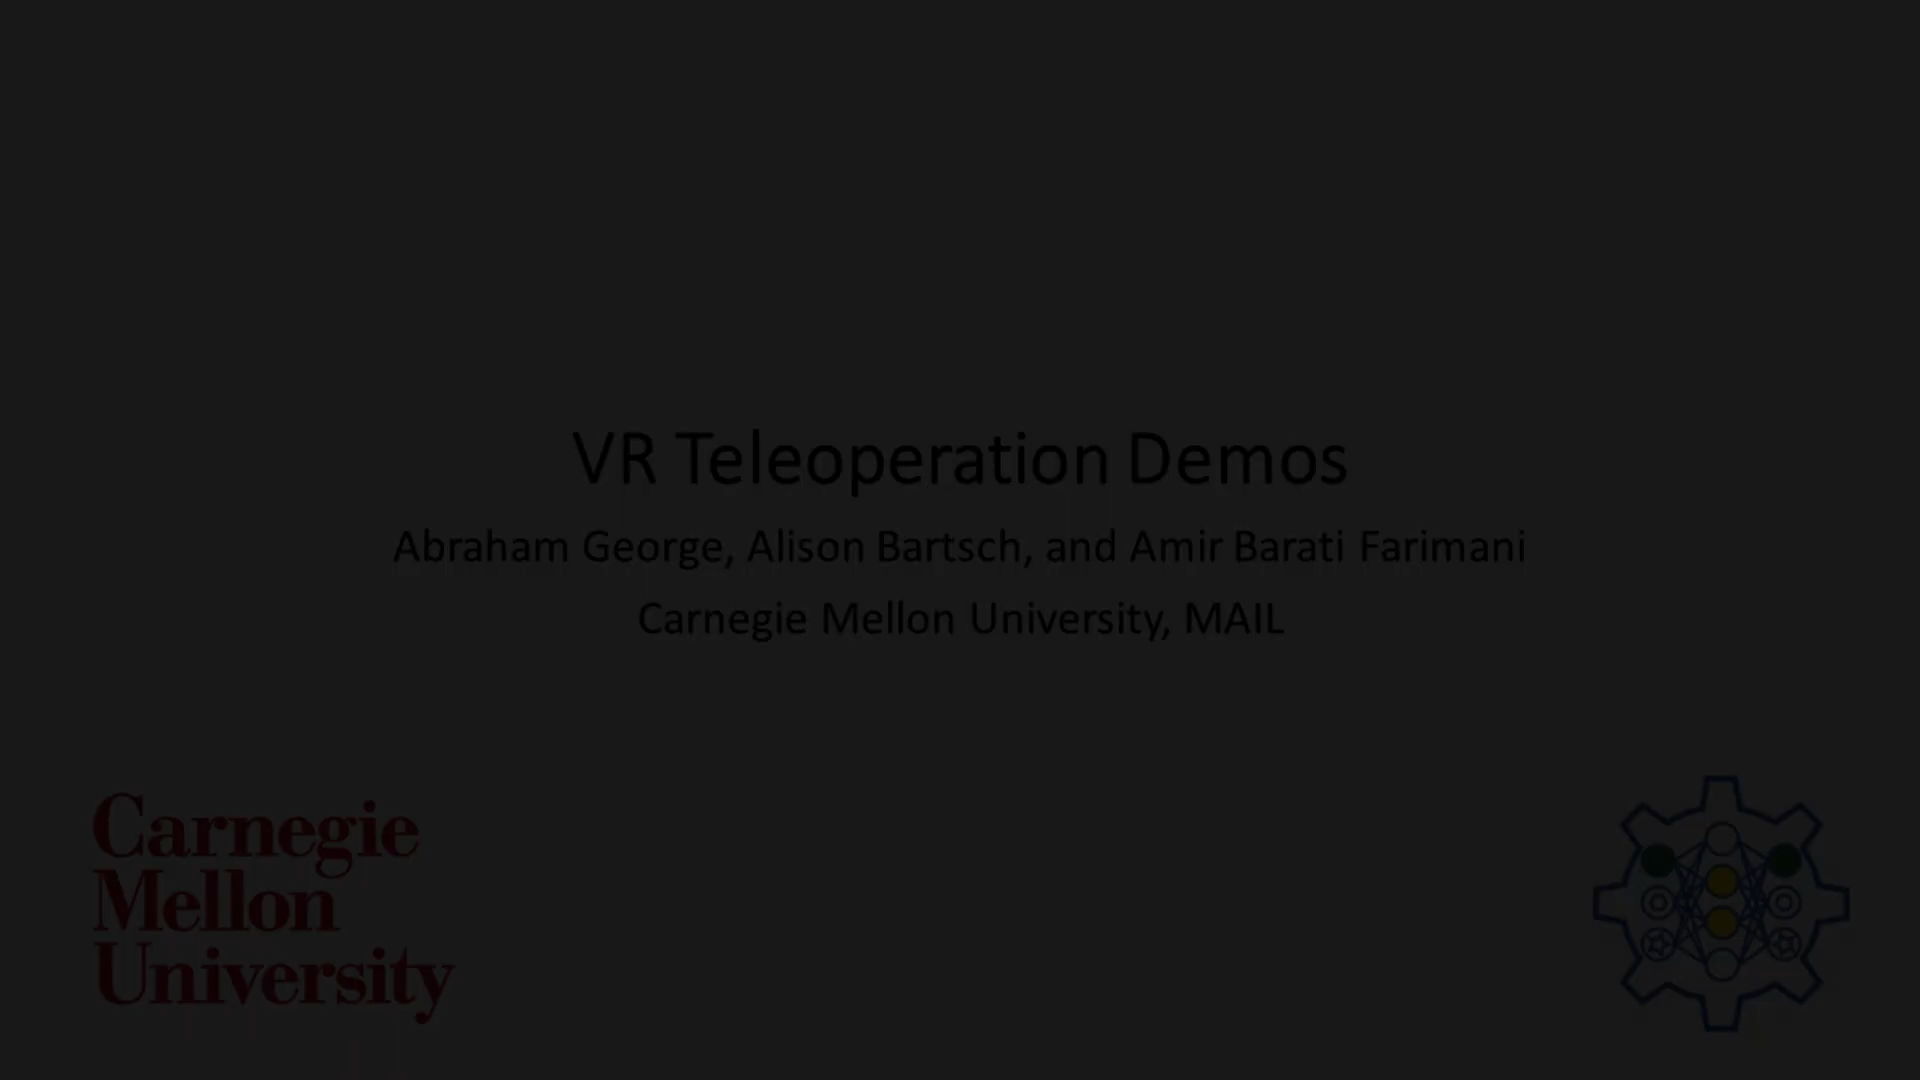 VR Teleoperation Demos
Abraham George, Alison Bartsch, and Amir Barati Farimani
Carnegie Mellon University, MAIL
Carnegie
Mellon
University